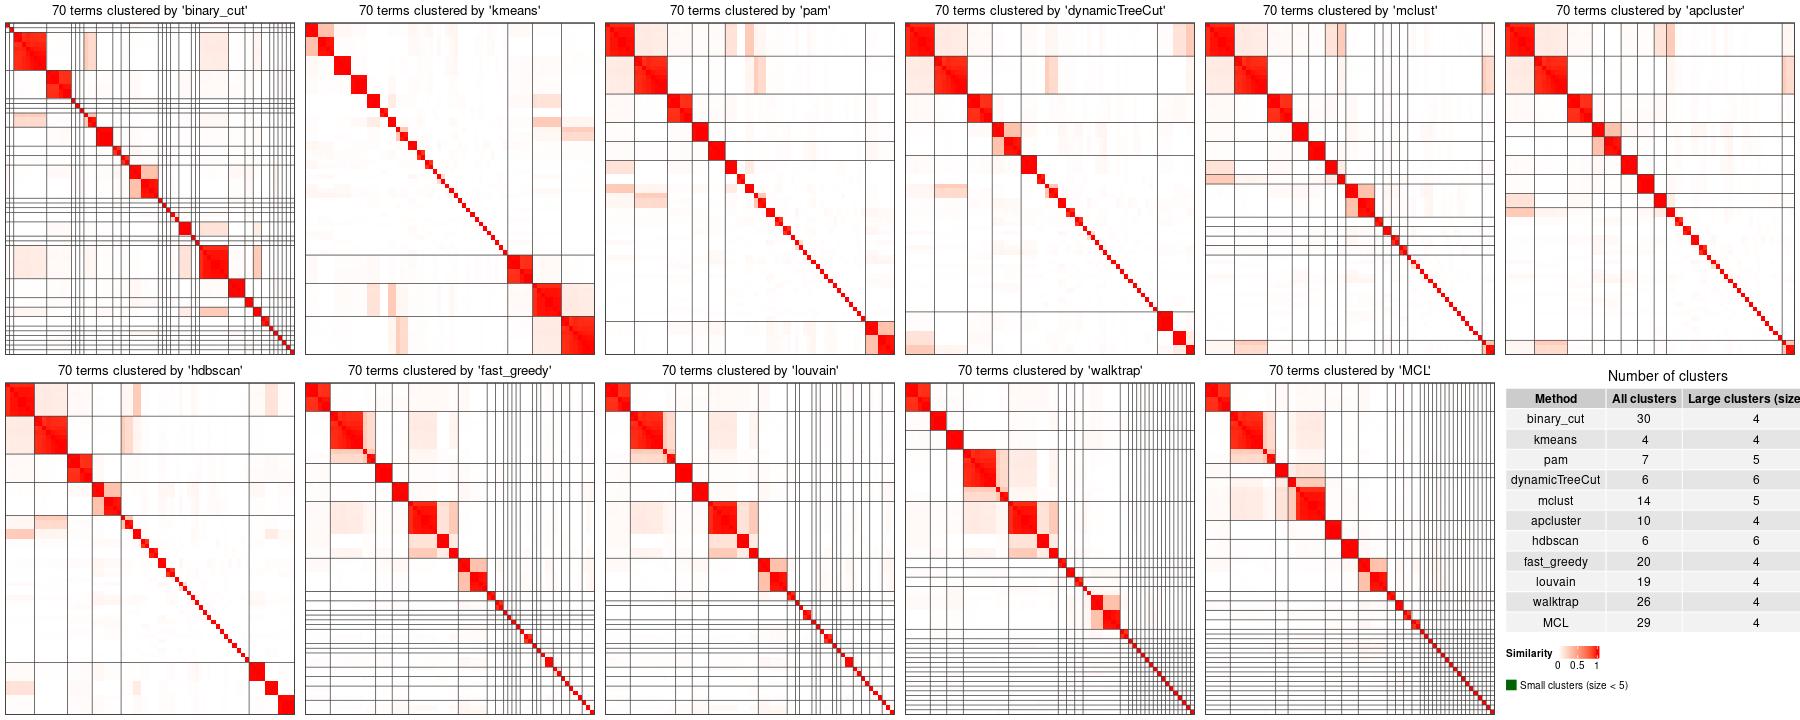 70 terms clustered by 'binary_cut'
70 terms clustered by 'kmeans'
70 terms clustered by 'pam'
70 terms clustered by 'dynamicTreeCut'
70 terms clustered by 'mclust'
70 terms clustered by 'apcluster'
70 terms clustered by 'hdbscan'
70 terms clustered by 'fast_greedy'
70 terms clustered by 'louvain'
70 terms clustered by 'walktrap'
70 terms clustered by 'MCL'
Number of clusters
Method All clusters Large clusters (size
binary_cut 30 4
kmeans 4 4
pam 7 5
dynamicTreeCut 6 6
mclust 14 5
apcluster 10 4
hdbscan 6 6
fast_greedy 20 4
louvain 19 4
walktrap 26 4
MCL 29 4
Similarity
0 0.5 1
Small clusters (size < 5)